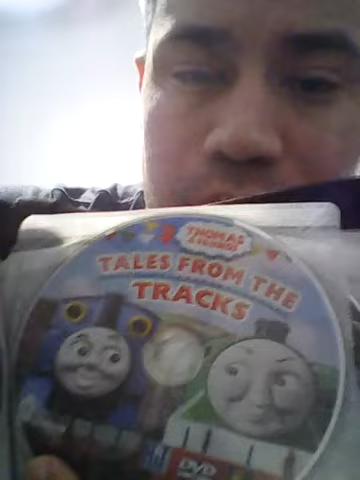 THOMAS
& FRIENDS
TALES FROM THE
TRACKS
DVD